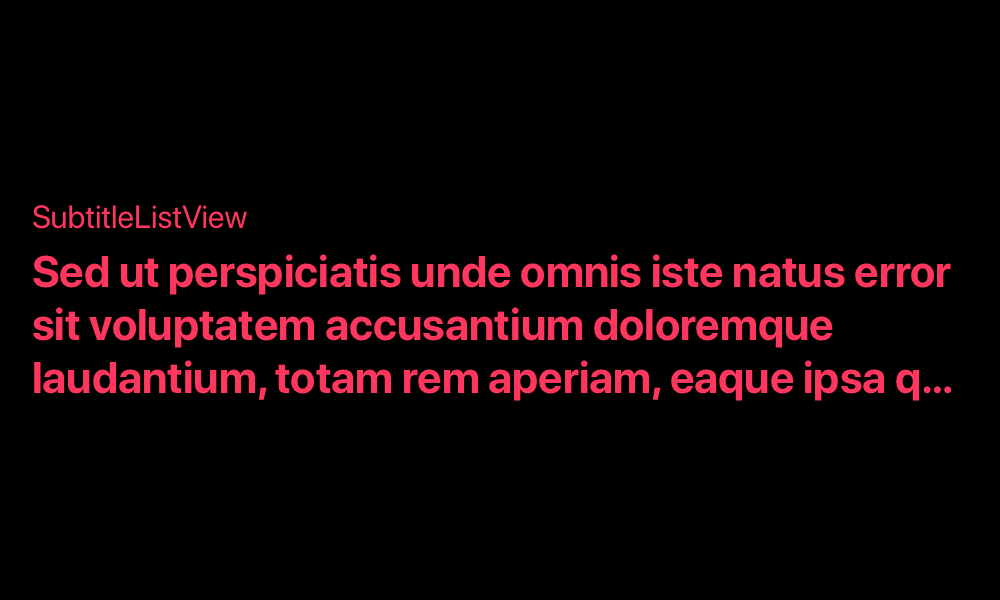 SubtitleListView
Sed ut perspiciatis unde omnis iste natus error
sit voluptatem accusantium doloremque
laudantium, totam rem aperiam, eaque ipsa q...